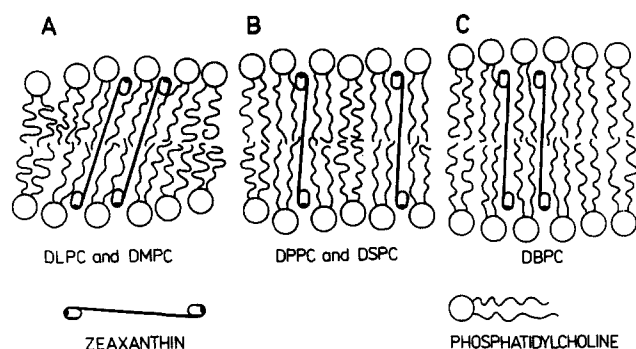 A
B
C
DLPC and DMPC
DPPC and DSPC
DBPC
ZEAXANTHIN
PHOSPHATIDYLCHOLINE